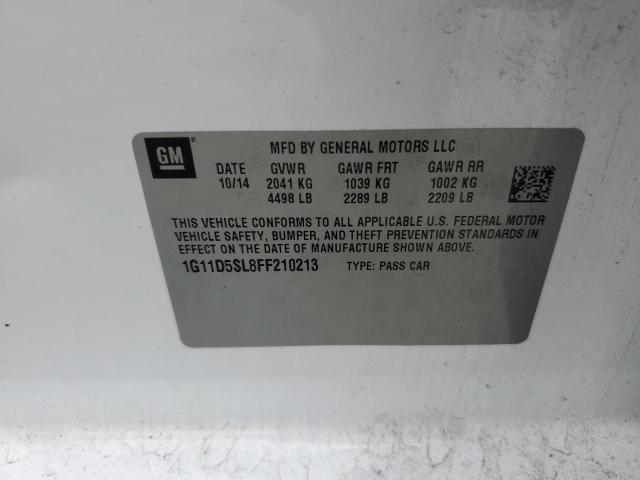 GM
MFD BY GENERAL MOTORS LLC
DATE GVWR GAWR FRT GAWR RR
10/14 2041 KG 1039 KG 1002 KG
4498 LB 2289 LB 2209 LB
THIS VEHICLE CONFORMS TO ALL APPLICABLE U.S. FEDERAL MOTOR
VEHICLE SAFETY, BUMPER, AND THEFT PREVENTION STANDARDS IN
EFFECT ON THE DATE OF MANUFACTURE SHOWN ABOVE.
1G11D5SL8FF210213 TYPE: PASS CAR